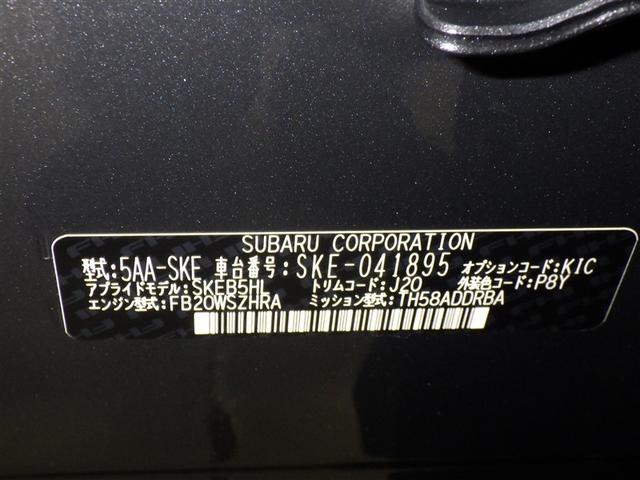 SUBARU CORPORATION
型式:5AA-SKE 車台番号:SKE-041895 オプションコード:KIC
アプライドモデル:SKEB5HL トリムコード:J20 外装色コード:P8Y
エンジン型式:FB20WSZHRA ミッション型式:TH58ADDRBA